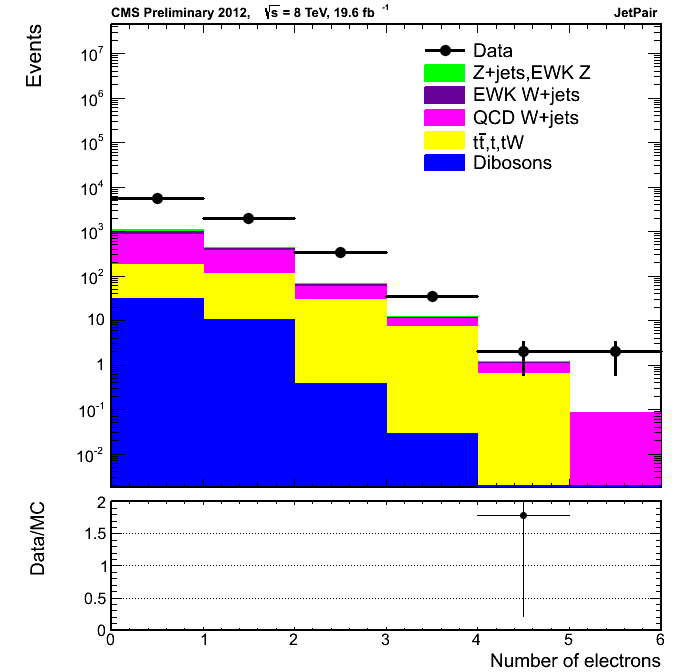 CMS Preliminary 2012, √s = 8 TeV, 19.6 fb⁻¹ JetPair
Events
10⁷
10⁶
10⁵
10⁴
10³
10²
10
1
10⁻¹
10⁻²
Data
Z+jets,EWK Z
EWK W+jets
QCD W+jets
tt̄,t,tW
Dibosons
Data/MC
2
1.5
1
0.5
0
0 1 2 3 4 5 6
Number of electrons